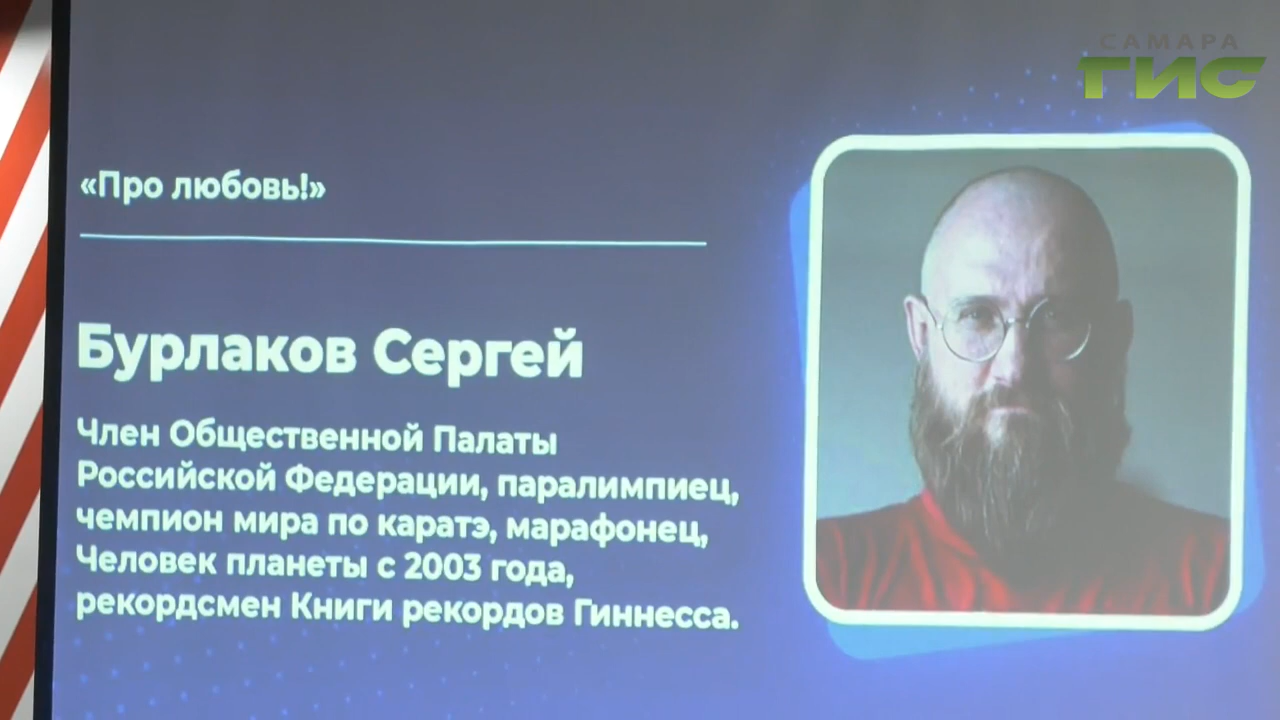 САМАРА
ГИС
«Про любовь!»
Бурлаков Сергей
Член Общественной Палаты
Российской Федерации, паралимпиец,
чемпион мира по каратэ, марафонец,
Человек планеты с 2003 года,
рекордсмен Книги рекордов Гиннесса.